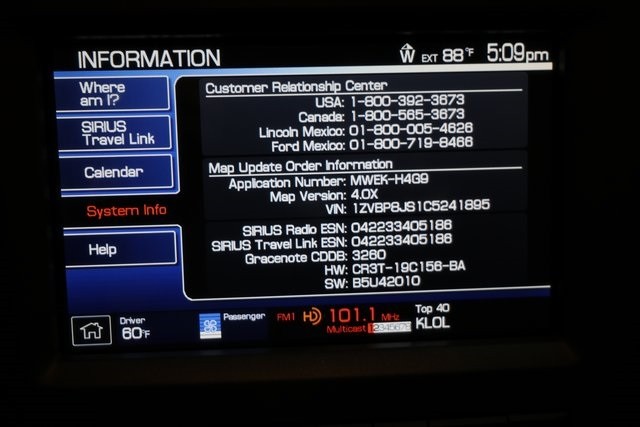 INFORMATION W EXT 88°F 5:09pm
Where
am I?
SIRIUS
Travel Link
Calendar
System Info
Help
Customer Relationship Center
USA: 1-800-392-3673
Canada: 1-800-565-3673
Lincoln Mexico: 01-800-005-4626
Ford Mexico: 01-800-719-8466
Map Update Order Information
Application Number: MWEK-H4G9
Map Version: 4.0X
VIN: 1ZVBP8JS1C5241895
SIRIUS Radio ESN: 042233405186
SIRIUS Travel Link ESN: 042233405186
Gracenote CDDB: 3260
HW: CR3T-19C156-BA
SW: B5U42010
Driver
60°F
Passenger
FM1 HD 101.1 MHz
Multicast 12345678
Top 40
KLOL